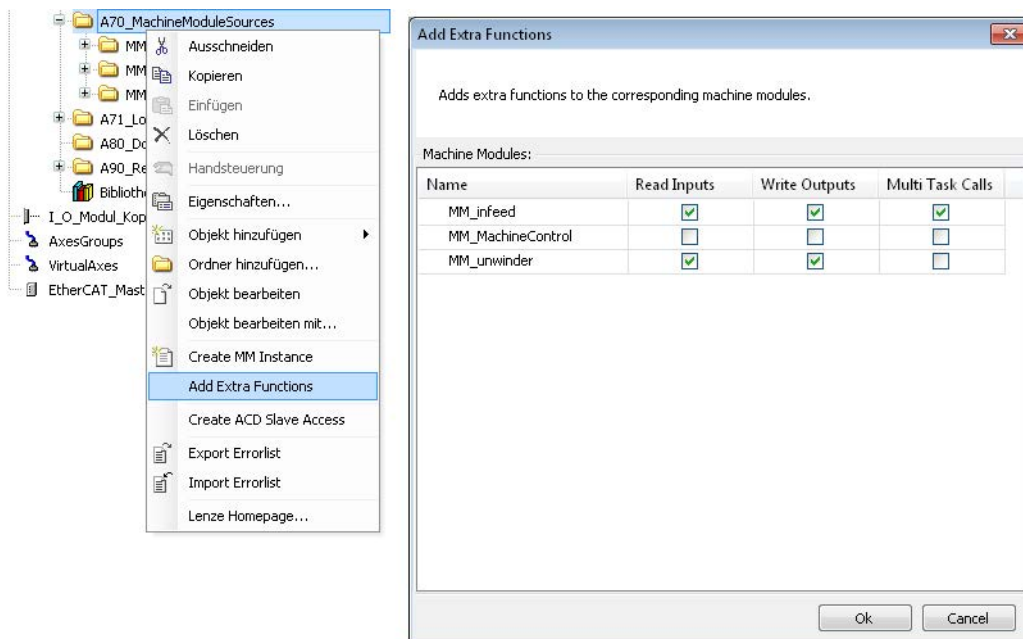 A70_MachineModuleSources
MM
MM
MM
A71_Lo
A80_Do
A90_Re
Biblioth
I_O_Modul_Kop
AxesGroups
VirtualAxes
EtherCAT_Mast
Ausschneiden
Kopieren
Einfügen
Löschen
Handsteuerung
Eigenschaften...
Objekt hinzufügen
Ordner hinzufügen...
Objekt bearbeiten
Objekt bearbeiten mit...
Create MM Instance
Add Extra Functions
Create ACD Slave Access
Export Errorlist
Import Errorlist
Lenze Homepage...
Add Extra Functions
Adds extra functions to the corresponding machine modules.
Machine Modules:
Name Read Inputs Write Outputs Multi Task Calls
MM_infeed
MM_MachineControl
MM_unwinder
Ok Cancel